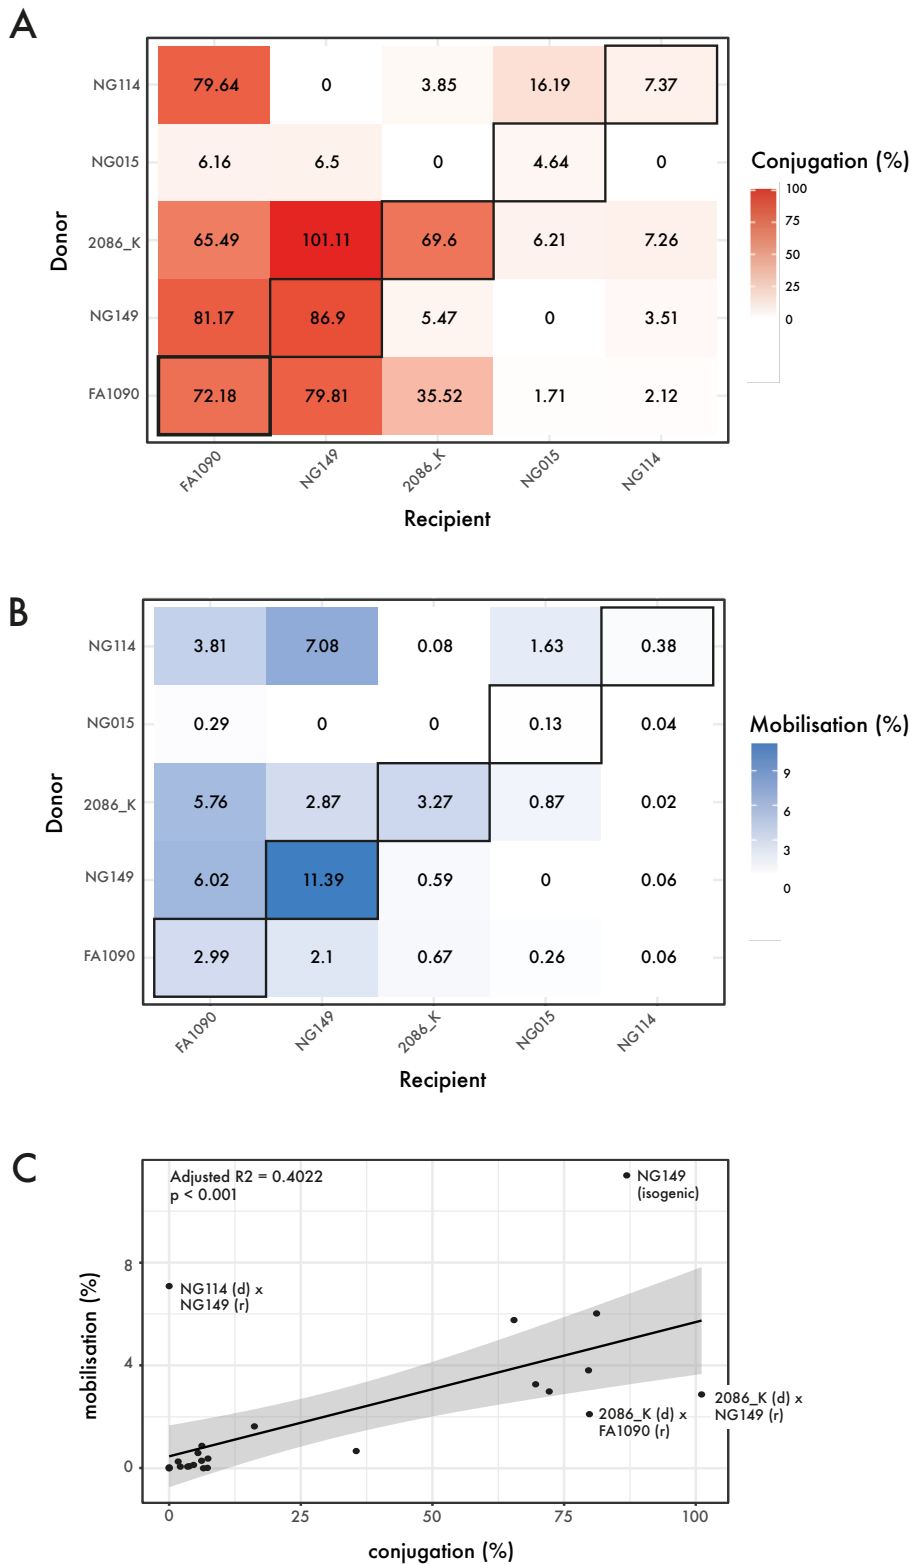 A
NG114 79.64 0 3.85 16.19 7.37
NG015 6.16 6.5 0 4.64 0
2086_K 65.49 101.11 69.6 6.21 7.26
NG149 81.17 86.9 5.47 0 3.51
FA1090 72.18 79.81 35.52 1.71 2.12
Donor
FA1090 NG149 2086_K NG015 NG114
Recipient
Conjugation (%)
100
75
50
25
0
B
NG114 3.81 7.08 0.08 1.63 0.38
NG015 0.29 0 0 0.13 0.04
2086_K 5.76 2.87 3.27 0.87 0.02
NG149 6.02 11.39 0.59 0 0.06
FA1090 2.99 2.1 0.67 0.26 0.06
Donor
FA1090 NG149 2086_K NG015 NG114
Recipient
Mobilisation (%)
9
6
3
0
C
Adjusted R2 = 0.4022
p < 0.001
NG149
(isogenic)
NG114 (d) x
NG149 (r)
2086_K (d) x
NG149 (r)
2086_K (d) x
FA1090 (r)
mobilisation (%)
8
4
0
0 25 50 75 100
conjugation (%)